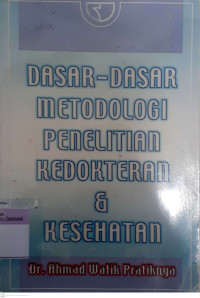 DASAR-DASAR
METODOLOGI
PENELITIAN
KEDOKTERAN
&
KESEHATAN
Dr. Ahmad Watik Pratiknya